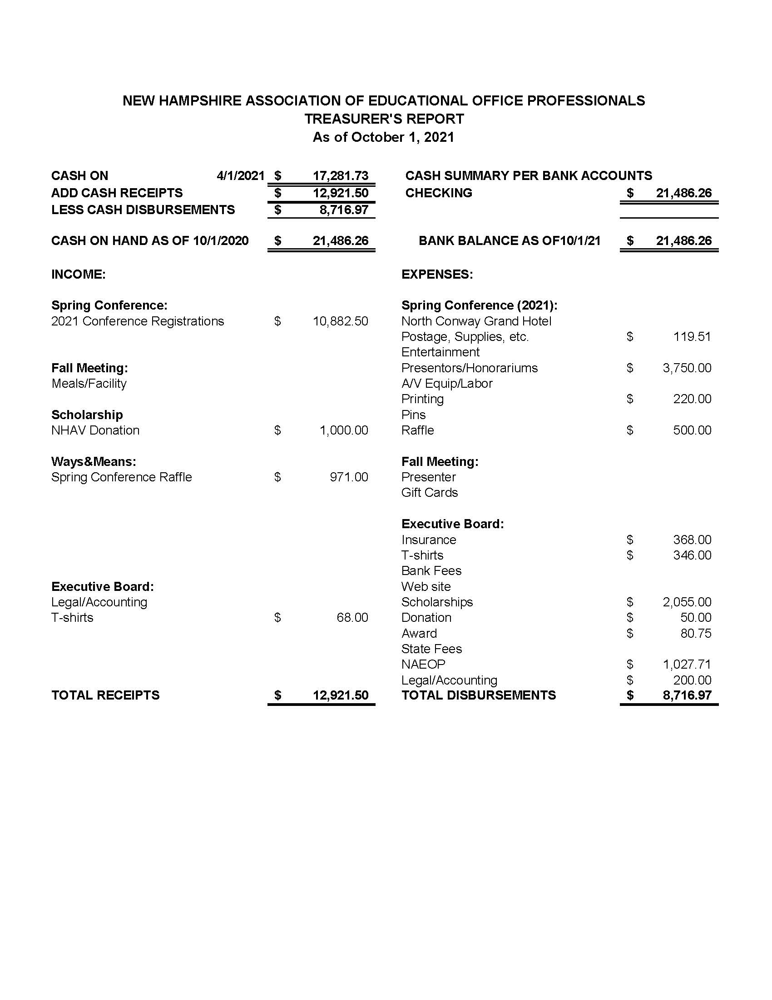 NEW HAMPSHIRE ASSOCIATION OF EDUCATIONAL OFFICE PROFESSIONALS
TREASURER'S REPORT
As of October 1, 2021
CASH ON 4/1/2021 $ 17,281.73 CASH SUMMARY PER BANK ACCOUNTS
ADD CASH RECEIPTS $ 12,921.50 CHECKING $ 21,486.26
LESS CASH DISBURSEMENTS $ 8,716.97
CASH ON HAND AS OF 10/1/2020 $ 21,486.26 BANK BALANCE AS OF10/1/21 $ 21,486.26
INCOME: EXPENSES:
Spring Conference: Spring Conference (2021):
2021 Conference Registrations $ 10,882.50 North Conway Grand Hotel
Postage, Supplies, etc. $ 119.51
Entertainment
Fall Meeting: Presentors/Honorariums $ 3,750.00
Meals/Facility A/V Equip/Labor
Printing $ 220.00
Scholarship Pins
NHAV Donation $ 1,000.00 Raffle $ 500.00
Ways&Means: Fall Meeting:
Spring Conference Raffle $ 971.00 Presenter
Gift Cards
Executive Board:
Insurance $ 368.00
T-shirts $ 346.00
Bank Fees
Executive Board: Web site
Legal/Accounting Scholarships $ 2,055.00
T-shirts $ 68.00 Donation $ 50.00
Award $ 80.75
State Fees
NAEOP $ 1,027.71
Legal/Accounting $ 200.00
TOTAL RECEIPTS $ 12,921.50 TOTAL DISBURSEMENTS $ 8,716.97